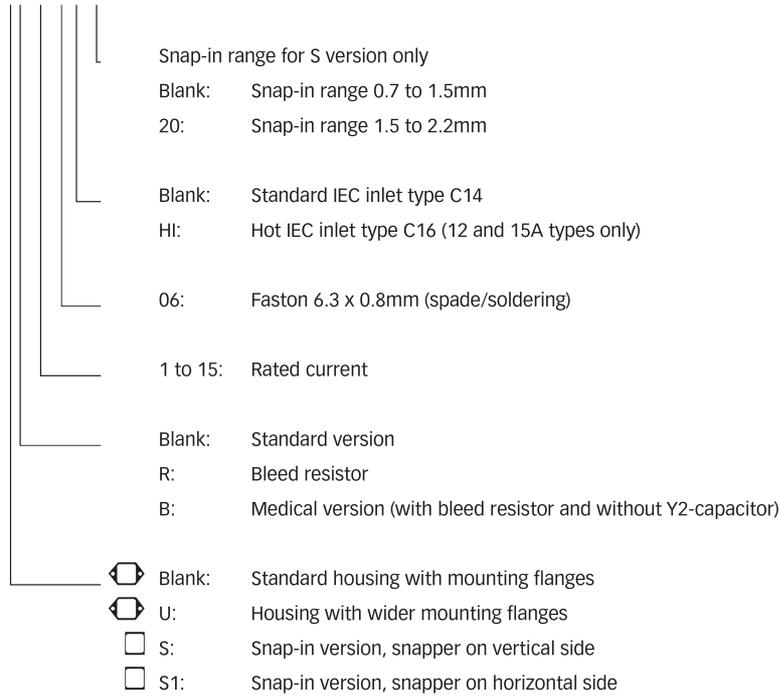 Snap-in range for S version only
Blank: Snap-in range 0.7 to 1.5mm
20: Snap-in range 1.5 to 2.2mm
Blank: Standard IEC inlet type C14
HI: Hot IEC inlet type C16 (12 and 15A types only)
06: Faston 6.3 x 0.8mm (spade/soldering)
1 to 15: Rated current
Blank: Standard version
R: Bleed resistor
B: Medical version (with bleed resistor and without Y2-capacitor)
Blank: Standard housing with mounting flanges
U: Housing with wider mounting flanges
S: Snap-in version, snapper on vertical side
S1: Snap-in version, snapper on horizontal side